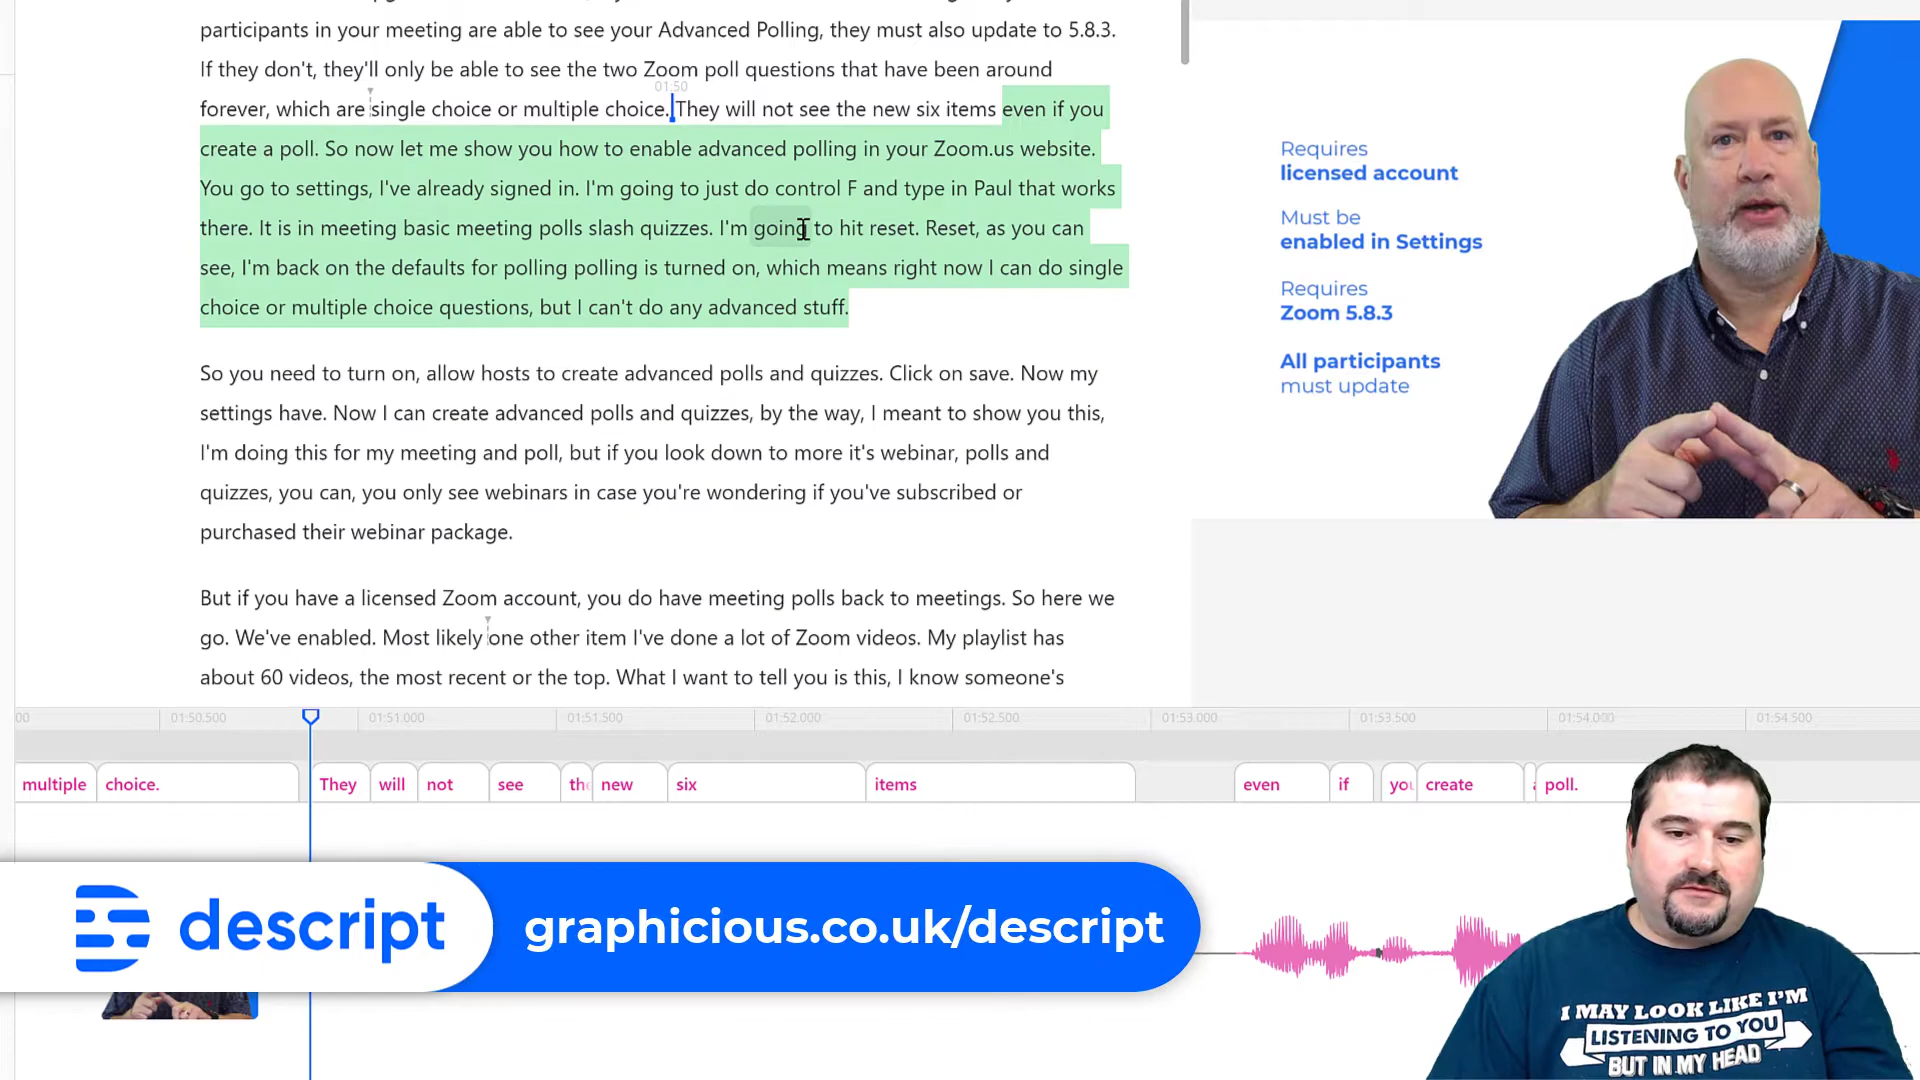 participants in your meeting are able to see your Advanced Polling, they must also update to 5.8.3.
If they don't, they'll only be able to see the two Zoom poll questions that have been around
01:50
forever, which are single choice or multiple choice. They will not see the new six items even if you
create a poll. So now let me show you how to enable advanced polling in your Zoom.us website.
You go to settings, I've already signed in. I'm going to just do control F and type in Paul that works
there. It is in meeting basic meeting polls slash quizzes. I'm going to hit reset. Reset, as you can
see, I'm back on the defaults for polling polling is turned on, which means right now I can do single
choice or multiple choice questions, but I can't do any advanced stuff.
So you need to turn on, allow hosts to create advanced polls and quizzes. Click on save. Now my
settings have. Now I can create advanced polls and quizzes, by the way, I meant to show you this,
I'm doing this for my meeting and poll, but if you look down to more it's webinar, polls and
quizzes, you can, you only see webinars in case you're wondering if you've subscribed or
purchased their webinar package.
But if you have a licensed Zoom account, you do have meeting polls back to meetings. So here we
go. We've enabled. Most likely one other item I've done a lot of Zoom videos. My playlist has
about 60 videos, the most recent or the top. What I want to tell you is this, I know someone's
Requires
licensed account
Must be
enabled in Settings
Requires
Zoom 5.8.3
All participants
must update
00 01:50.500 01:51.000 01:51.500 01:52.000 01:52.500 01:53.000 01:53.500 01:54.000 01:54.500
multiple choice. They will not see the new six items even if you create a poll.
descript
graphicious.co.uk/descript
I MAY LOOK LIKE I'M
LISTENING TO YOU
BUT IN MY HEAD